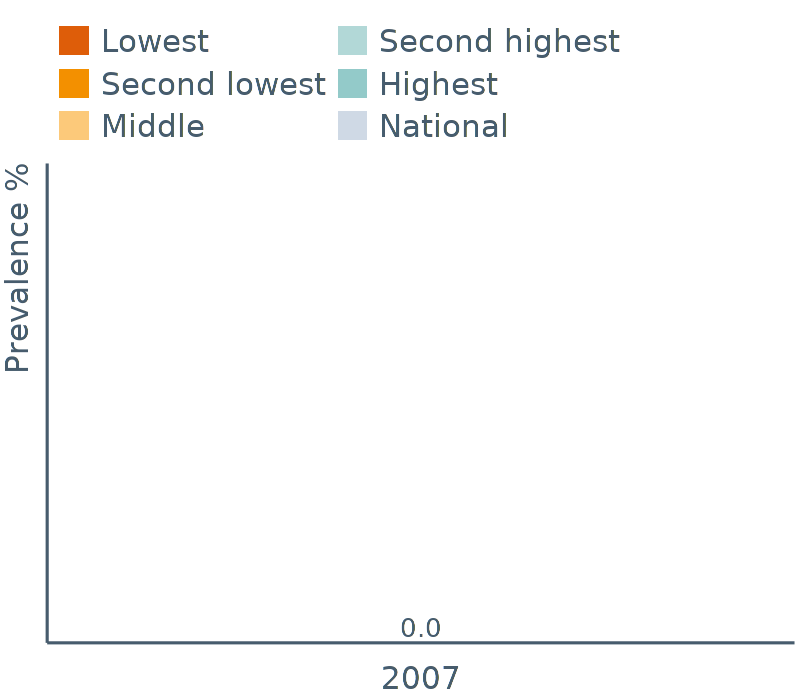 Lowest
Second lowest
Middle
Second highest
Highest
National
Prevalence %
0.0
2007